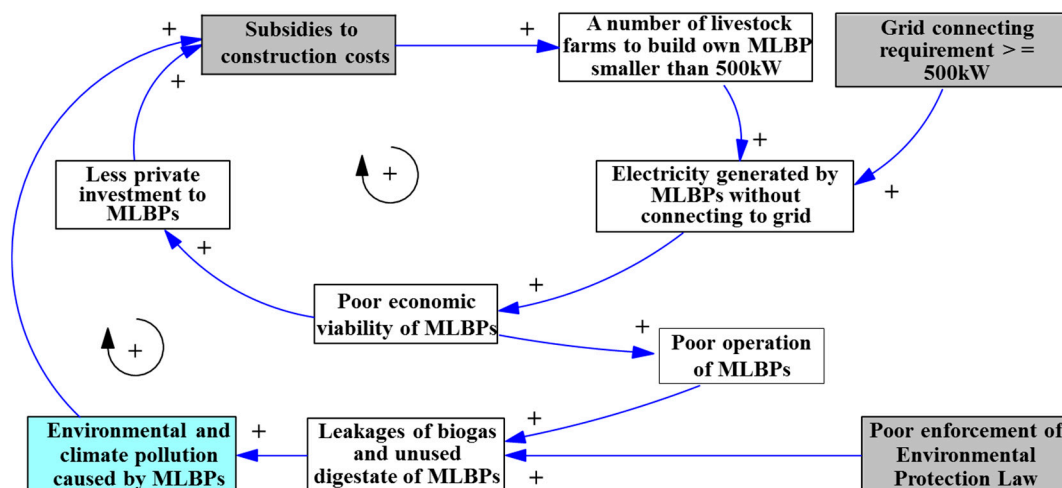 Subsidies to
construction costs
A number of livestock
farms to build own MLBP
smaller than 500kW
Grid connecting
requirement > =
500kW
+
+
+
+
+
+
Less private
investment to
MLBPs
Electricity generated by
MLBPs without
connecting to grid
+
+
Poor economic
viability of MLBPs
+
+
Poor operation
of MLBPs
Environmental and
climate pollution
caused by MLBPs
+
Leakages of biogas
and unused
digestate of MLBPs
+
+
Poor enforcement of
Environmental
Protection Law